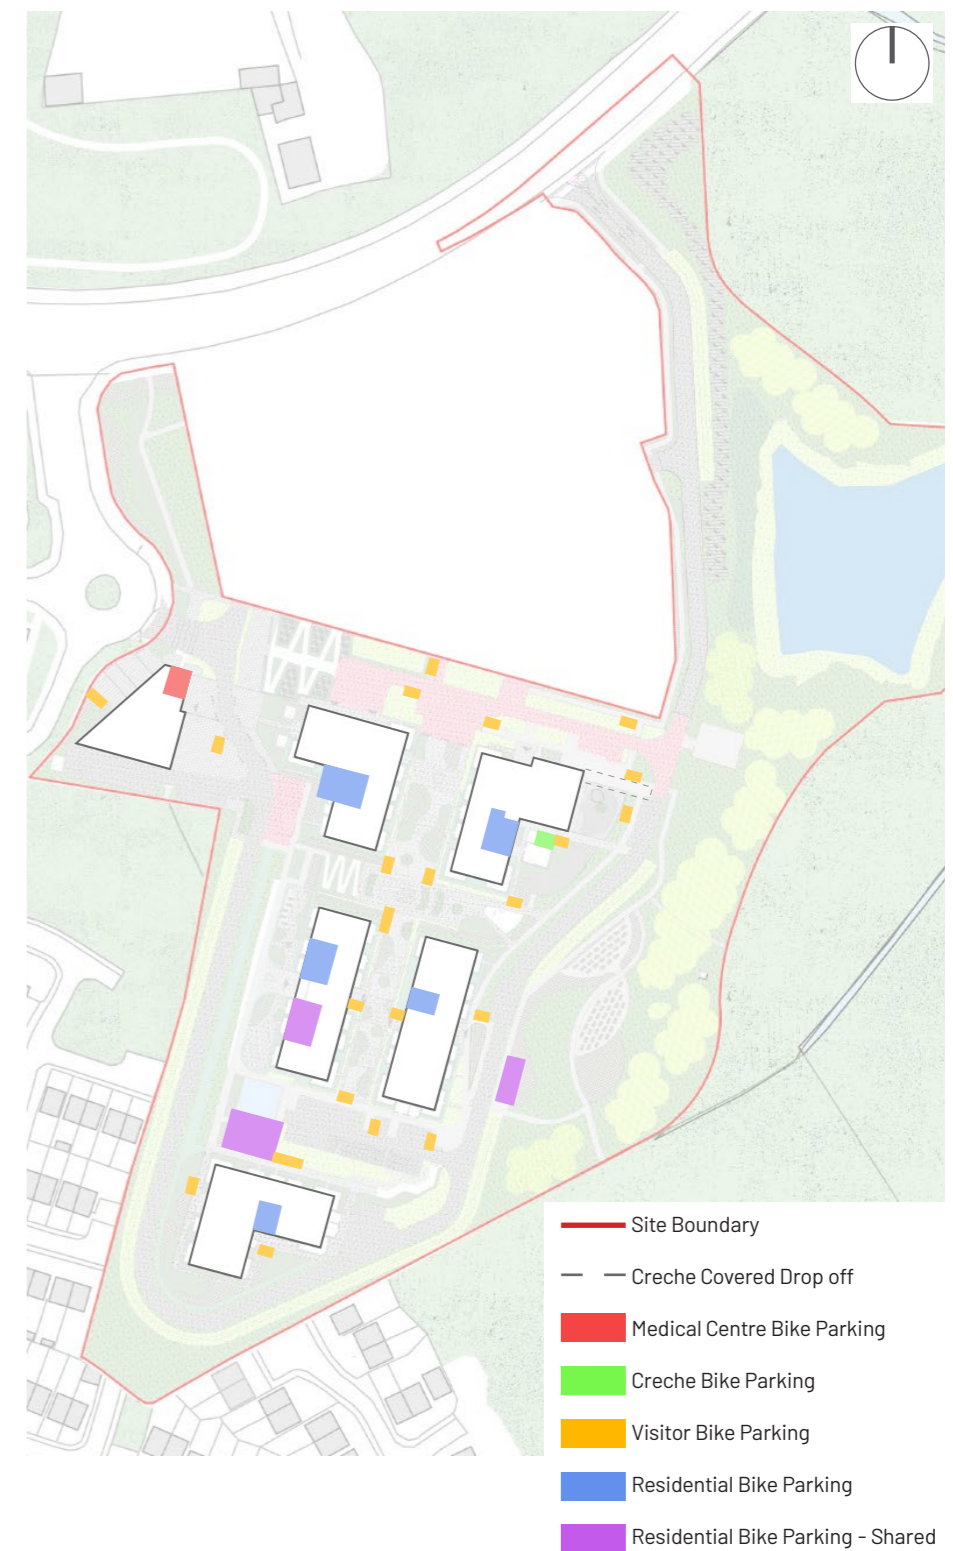 Site Boundary
Creche Covered Drop off
Medical Centre Bike Parking
Creche Bike Parking
Visitor Bike Parking
Residential Bike Parking
Residential Bike Parking - Shared